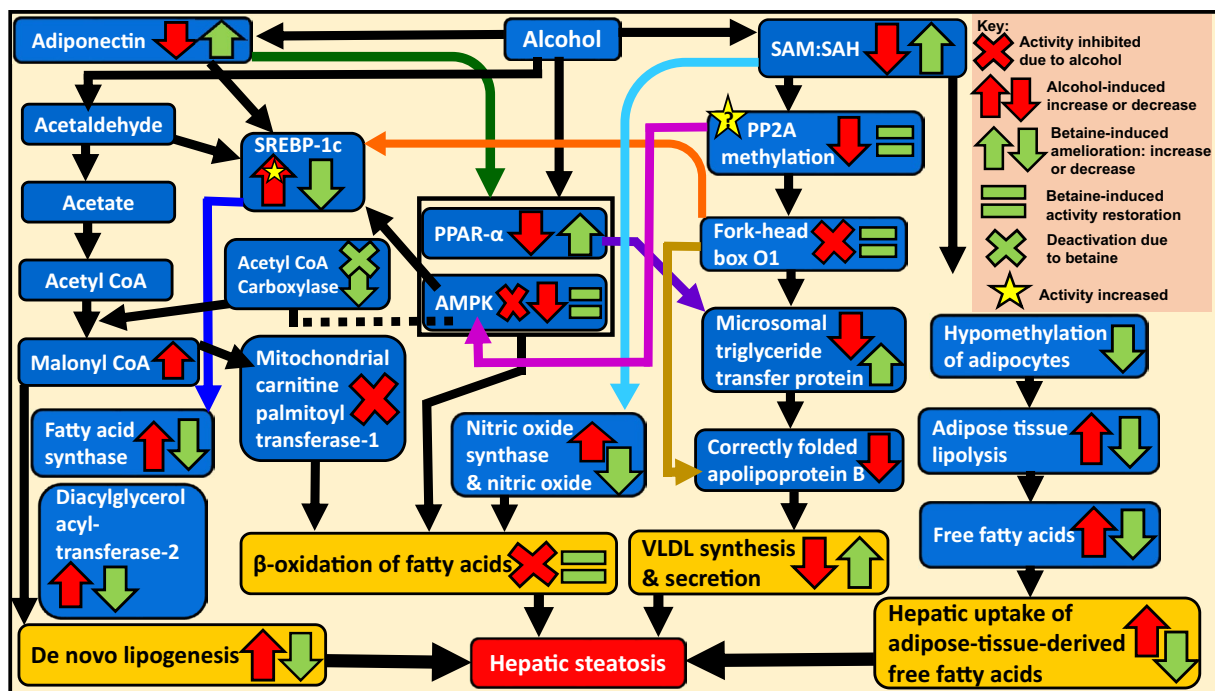 Adiponectin
Alcohol
SAM:SAH
Key:
Activity inhibited
due to alcohol
Alcohol-induced
increase or decrease
Betaine-induced
amelioration: increase
or decrease
Betaine-induced
activity restoration
Deactivation due
to betaine
Activity increased
Acetaldehyde
SREBP-1c
?
PP2A
methylation
Acetate
PPAR-α
Fork-head
box O1
Acetyl CoA
Acetyl CoA
Carboxylase
AMPK
Malonyl CoA
Mitochondrial
carnitine
palmitoyl
transferase-1
Microsomal
triglyceride
transfer protein
Hypomethylation
of adipocytes
Fatty acid
synthase
Nitric oxide
synthase
& nitric oxide
Correctly folded
apolipoprotein B
Adipose tissue
lipolysis
Diacylglycerol
acyl-
transferase-2
Free fatty acids
β-oxidation of fatty acids
VLDL synthesis
& secretion
De novo lipogenesis
Hepatic steatosis
Hepatic uptake of
adipose-tissue-derived
free fatty acids